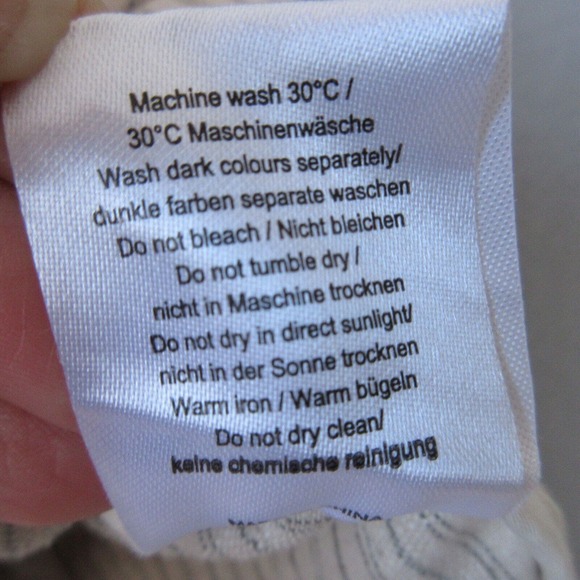 Machine wash 30°C /
30°C Maschinenwäsche
Wash dark colours separately/
dunkle farben separate waschen
Do not bleach / Nicht bleichen
Do not tumble dry /
nicht in Maschine trocknen
Do not dry in direct sunlight/
nicht in der Sonne trocknen
Warm iron / Warm bügeln
Do not dry clean/
keine chemische reinigung